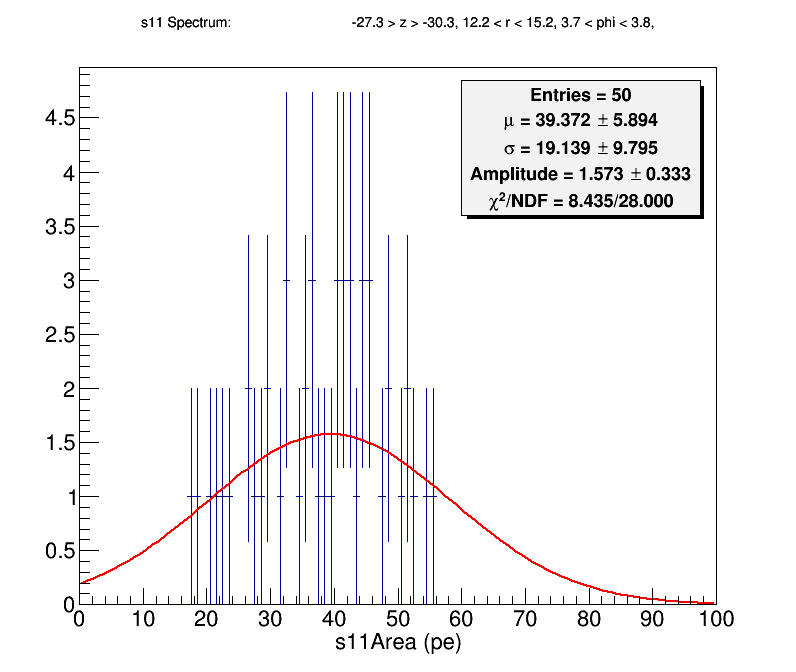 s11 Spectrum: -27.3 > z > -30.3, 12.2 < r < 15.2, 3.7 < phi < 3.8,
Entries = 50
μ = 39.372 ± 5.894
σ = 19.139 ± 9.795
Amplitude = 1.573 ± 0.333
χ²/NDF = 8.435/28.000
4.5
4
3.5
3
2.5
2
1.5
1
0.5
0
0 10 20 30 40 50 60 70 80 90 100
s11Area (pe)